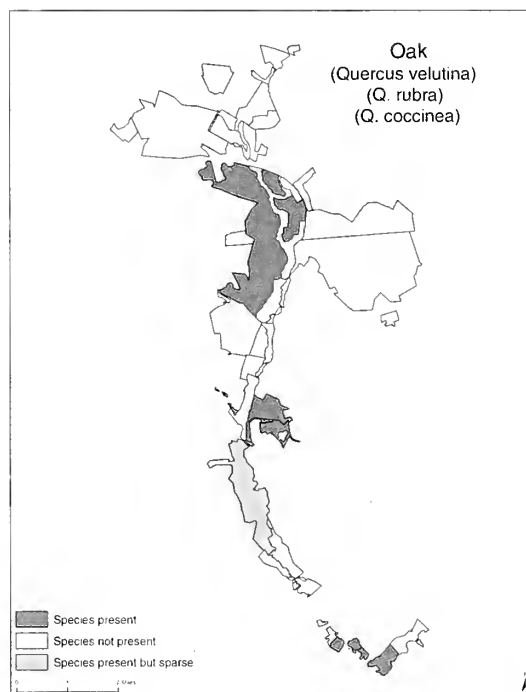 Oak
(Quercus velutina)
(Q. rubra)
(Q. coccinea)
Species present
Species not present
Species present but sparse